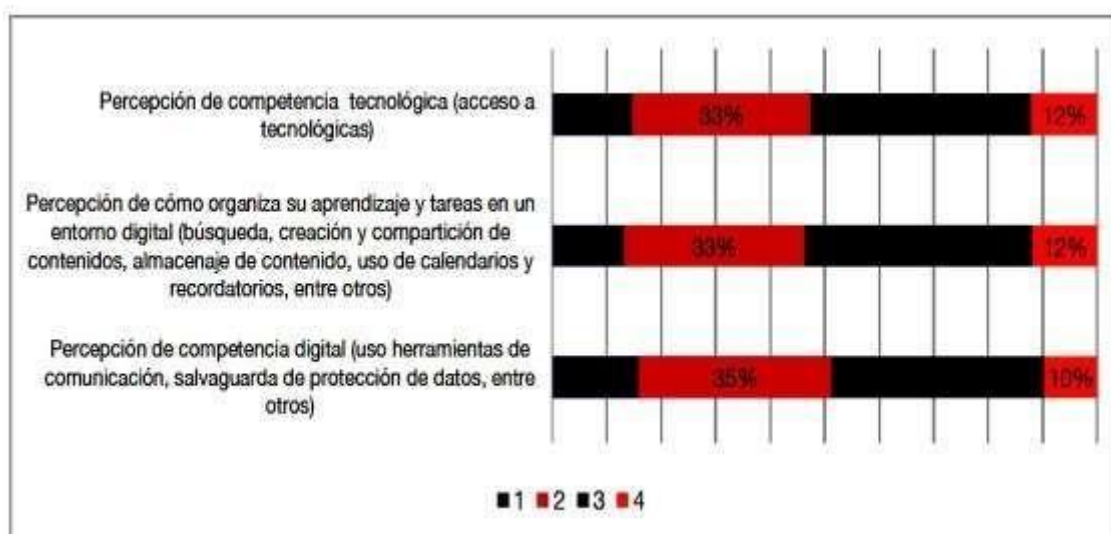 Percepción de competencia tecnológica (acceso a
tecnológicas)
33%
12%
Percepción de cómo organiza su aprendizaje y tareas en un
entorno digital (búsqueda, creación y compartición de
contenidos, almacenaje de contenido, uso de calendarios y
recordatorios, entre otros)
33%
12%
Percepción de competencia digital (uso herramientas de
comunicación, salvaguarda de protección de datos, entre
otros)
35%
10%
1 2 3 4